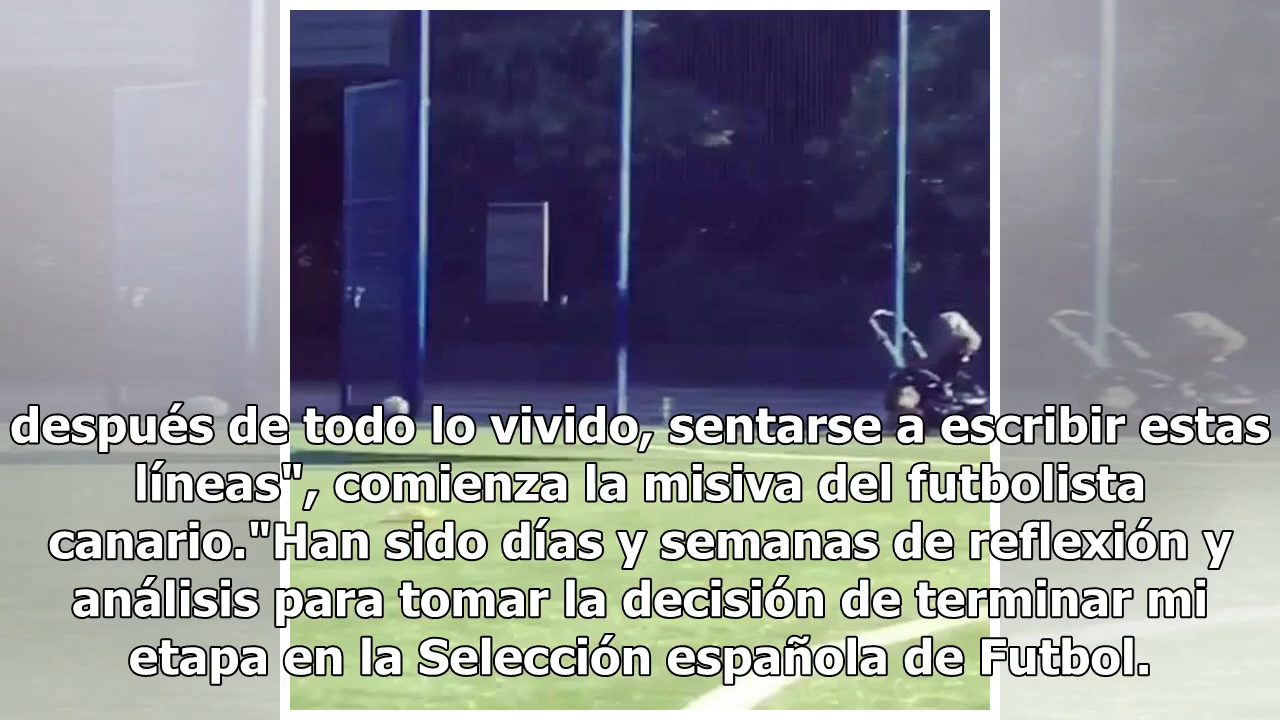 después de todo lo vivido, sentarse a escribir estas
líneas", comienza la misiva del futbolista
canario."Han sido días y semanas de reflexión y
análisis para tomar la decisión de terminar mi
etapa en la Selección española de Futbol.